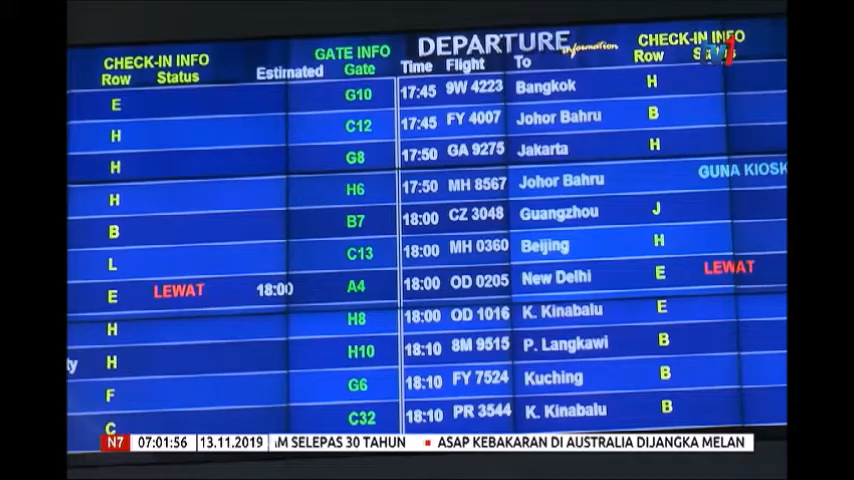 DEPARTURE information
CHECK-IN INFO GATE INFO CHECK-IN INFO
Row Status Estimated Gate Time Flight To Row
E G10 17:45 9W 4223 Bangkok H
H C12 17:45 FY 4007 Johor Bahru B
H G8 17:50 GA 9275 Jakarta H
H H6 17:50 MH 8567 Johor Bahru GUNA KIOSK
B B7 18:00 CZ 3048 Guangzhou J
L C13 18:00 MH 0360 Beijing H
E LEWAT 18:00 A4 18:00 OD 0205 New Delhi E LEWAT
H H8 18:00 OD 1016 K. Kinabalu E
H H10 18:10 8M 9515 P. Langkawi B
F G6 18:10 FY 7524 Kuching B
C C32 18:10 PR 3544 K. Kinabalu B
N7 07:01:56 13.11.2019 SELEPAS 30 TAHUN ASAP KEBAKARAN DI AUSTRALIA DIJANGKA MELAN